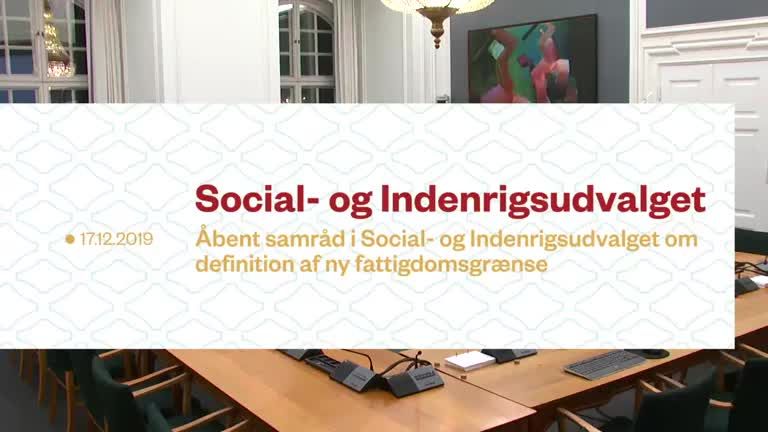 Social- og Indenrigsudvalget
17.12.2019
Åbent samråd i Social- og Indenrigsudvalget om
definition af ny fattigdomsgrænse